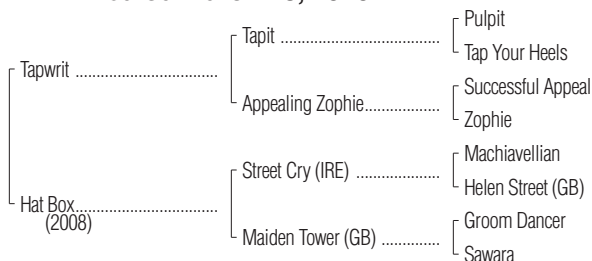 Pulpit
Tapit
Tap Your Heels
Tapwrit
Successful Appeal
Appealing Zophie
Zophie
Machiavellian
Street Cry (IRE)
Helen Street (GB)
Hat Box
(2008)
Groom Dancer
Maiden Tower (GB)
Sawara